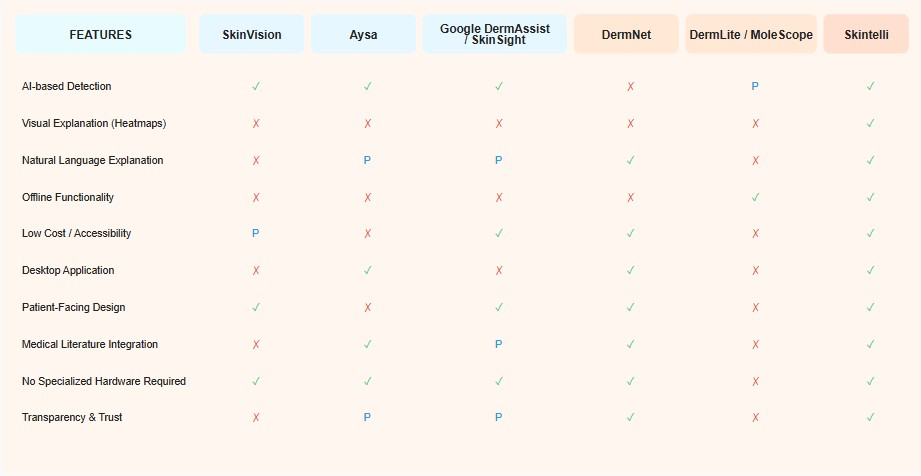 FEATURES SkinVision Aysa Google DermAssist / SkinSight DermNet DermLite / MoleScope Skintelli
AI-based Detection ✓ ✓ ✓ ✗ P ✓
Visual Explanation (Heatmaps) ✗ ✗ ✗ ✗ ✗ ✓
Natural Language Explanation ✗ P P ✓ ✗ ✓
Offline Functionality ✗ ✗ ✗ ✗ ✓ ✓
Low Cost / Accessibility P ✗ ✓ ✓ ✗ ✓
Desktop Application ✗ ✓ ✗ ✓ ✗ ✓
Patient-Facing Design ✓ ✗ ✓ ✓ ✗ ✓
Medical Literature Integration ✗ ✓ P ✓ ✗ ✓
No Specialized Hardware Required ✓ ✓ ✓ ✓ ✗ ✓
Transparency & Trust ✗ P P ✓ ✗ ✓